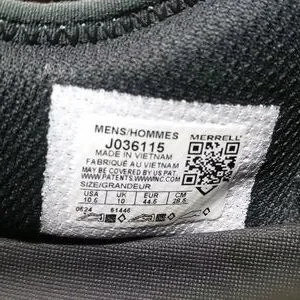 MENS/HOMMES
J036115
MERRELL
MADE IN VIETNAM
FABRIQUÉ AU VIETNAM
MAY BE COVERED BY US PAT.
WWW.PATENTS.WWWINC.COM
SIZE/GRANDEUR
USA UK EUR CM
10.5 10 44.5 28.5
0624 61446